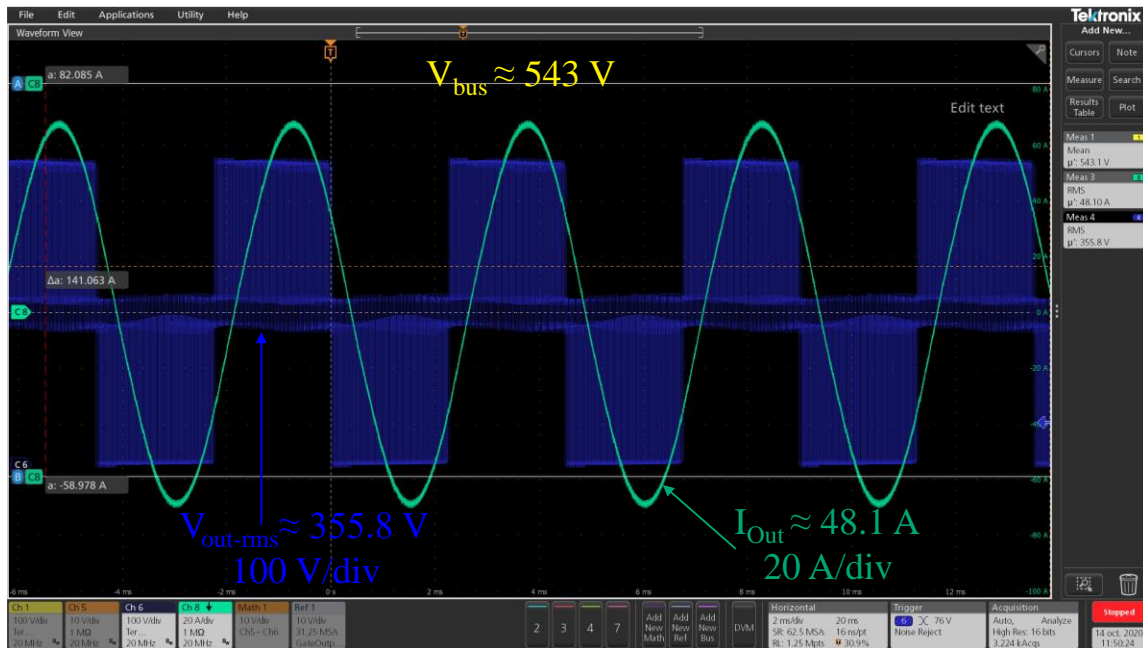 File Edit Applications Utility Help
Tektronix
Waveform View
Add New...
T
T
Cursors Note
Measure Search
Results Table Plot
A C8 a: 82.085 A
V_bus ≈ 543 V
80 A
Edit text
60 A
Meas 1 1
Mean
µ': 543.1 V
Meas 3 8
RMS
µ': 48.10 A
Meas 4 6
RMS
µ': 355.8 V
40 A
20 A
Δa: 141.063 A
C8
0 A
-20 A
-40 A
C 6
B C8 a: -58.978 A
-60 A
V_out-rms ≈ 355.8 V
100 V/div
I_Out ≈ 48.1 A
20 A/div
-80 A
-6 ms -4 ms -2 ms 0 s 2 ms 4 ms 6 ms 8 ms 10 ms 12 ms
-100 A
Ch 1
100 V/div
Ter...
20 MHz
Ch 5
10 V/div
1 MΩ
20 MHz
Ch 6
100 V/div
Ter...
20 MHz
Ch 8
20 A/div
1 MΩ
20 MHz
Math 1
10 V/div
Ch5 - Ch6
Ref 1
10 V/div
31.25 MS/s
GateOutp...
2 3 4 7
Add New Math
Add New Ref
Add New Bus
DVM
Horizontal
2 ms/div 20 ms
SR: 62.5 MS/s 16 ns/pt
RL: 1.25 Mpts 30.9%
Trigger
6 76 V
Noise Reject
Acquisition
Auto, Analyze
High Res: 16 bits
3.224 kAcqs
Stopped
14 oct. 2020
11:50:24